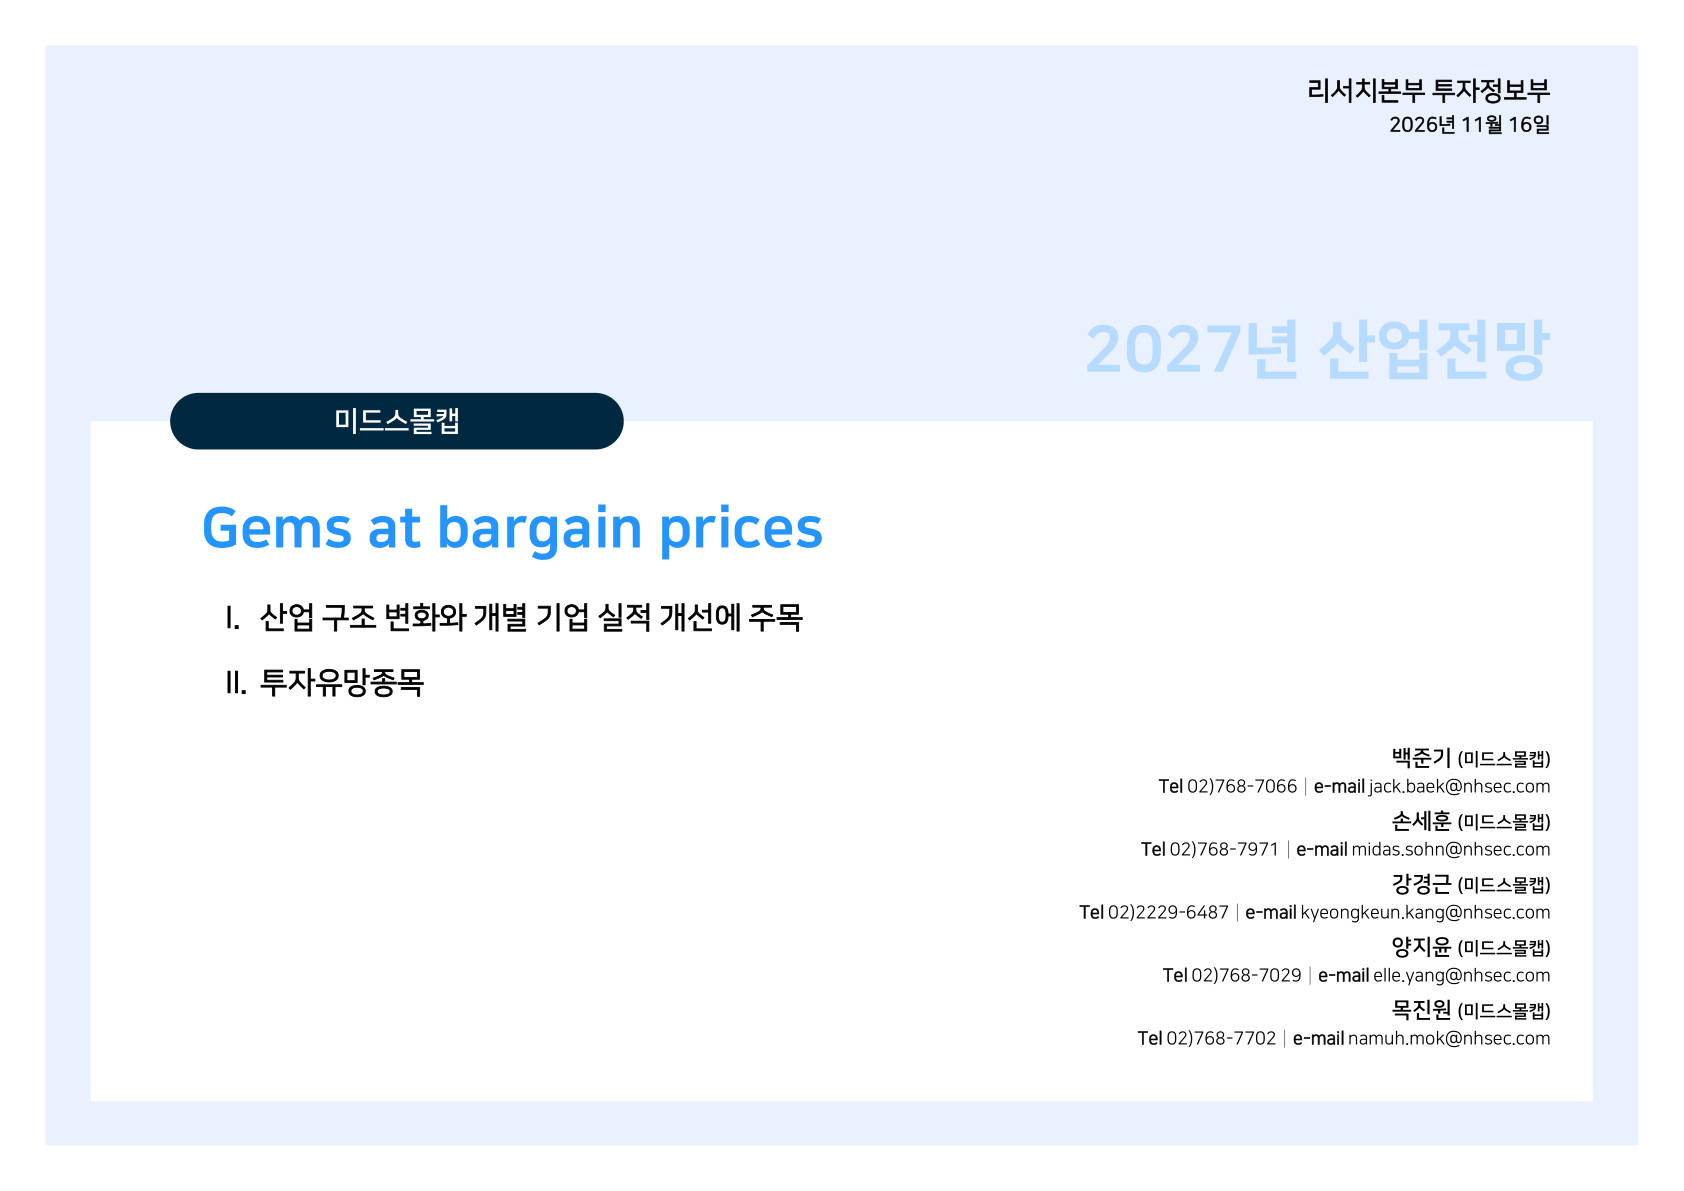 리서치본부 투자정보부
2026년 11월 16일
2027년 산업전망
미드스몰캡
Gems at bargain prices
I. 산업 구조 변화와 개별 기업 실적 개선에 주목
II. 투자유망종목
백준기 (미드스몰캡)
Tel 02)768-7066 | e-mail jack.baek@nhsec.com
손세훈 (미드스몰캡)
Tel 02)768-7971 | e-mail midas.sohn@nhsec.com
강경근 (미드스몰캡)
Tel 02)2229-6487 | e-mail kyeongkeun.kang@nhsec.com
양지윤 (미드스몰캡)
Tel 02)768-7029 | e-mail elle.yang@nhsec.com
목진원 (미드스몰캡)
Tel 02)768-7702 | e-mail namuh.mok@nhsec.com